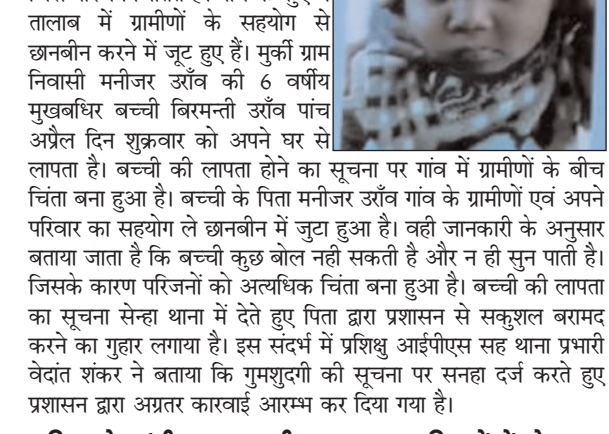 तालाब में ग्रामीणों के सहयोग से
छानबीन करने में जूट हुए हैं। मुर्की ग्राम
निवासी मनीजर उराँव की 6 वर्षीय
मुखबधिर बच्ची बिरमन्ती उराँव पांच
अप्रैल दिन शुक्रवार को अपने घर से
लापता है। बच्ची की लापता होने का सूचना पर गांव में ग्रामीणों के बीच
चिंता बना हुआ है। बच्ची के पिता मनीजर उराँव गांव के ग्रामीणों एवं अपने
परिवार का सहयोग ले छानबीन में जुटा हुआ है। वही जानकारी के अनुसार
बताया जाता है कि बच्ची कुछ बोल नही सकती है और न ही सुन पाती है।
जिसके कारण परिजनों को अत्यधिक चिंता बना हुआ है। बच्ची की लापता
का सूचना सेन्हा थाना में देते हुए पिता द्वारा प्रशासन से सकुशल बरामद
करने का गुहार लगाया है। इस संदर्भ में प्रशिक्षु आईपीएस सह थाना प्रभारी
वेदांत शंकर ने बताया कि गुमशुदगी की सूचना पर सनहा दर्ज करते हुए
प्रशासन द्वारा अग्रतर कारवाई आरम्भ कर दिया गया है।